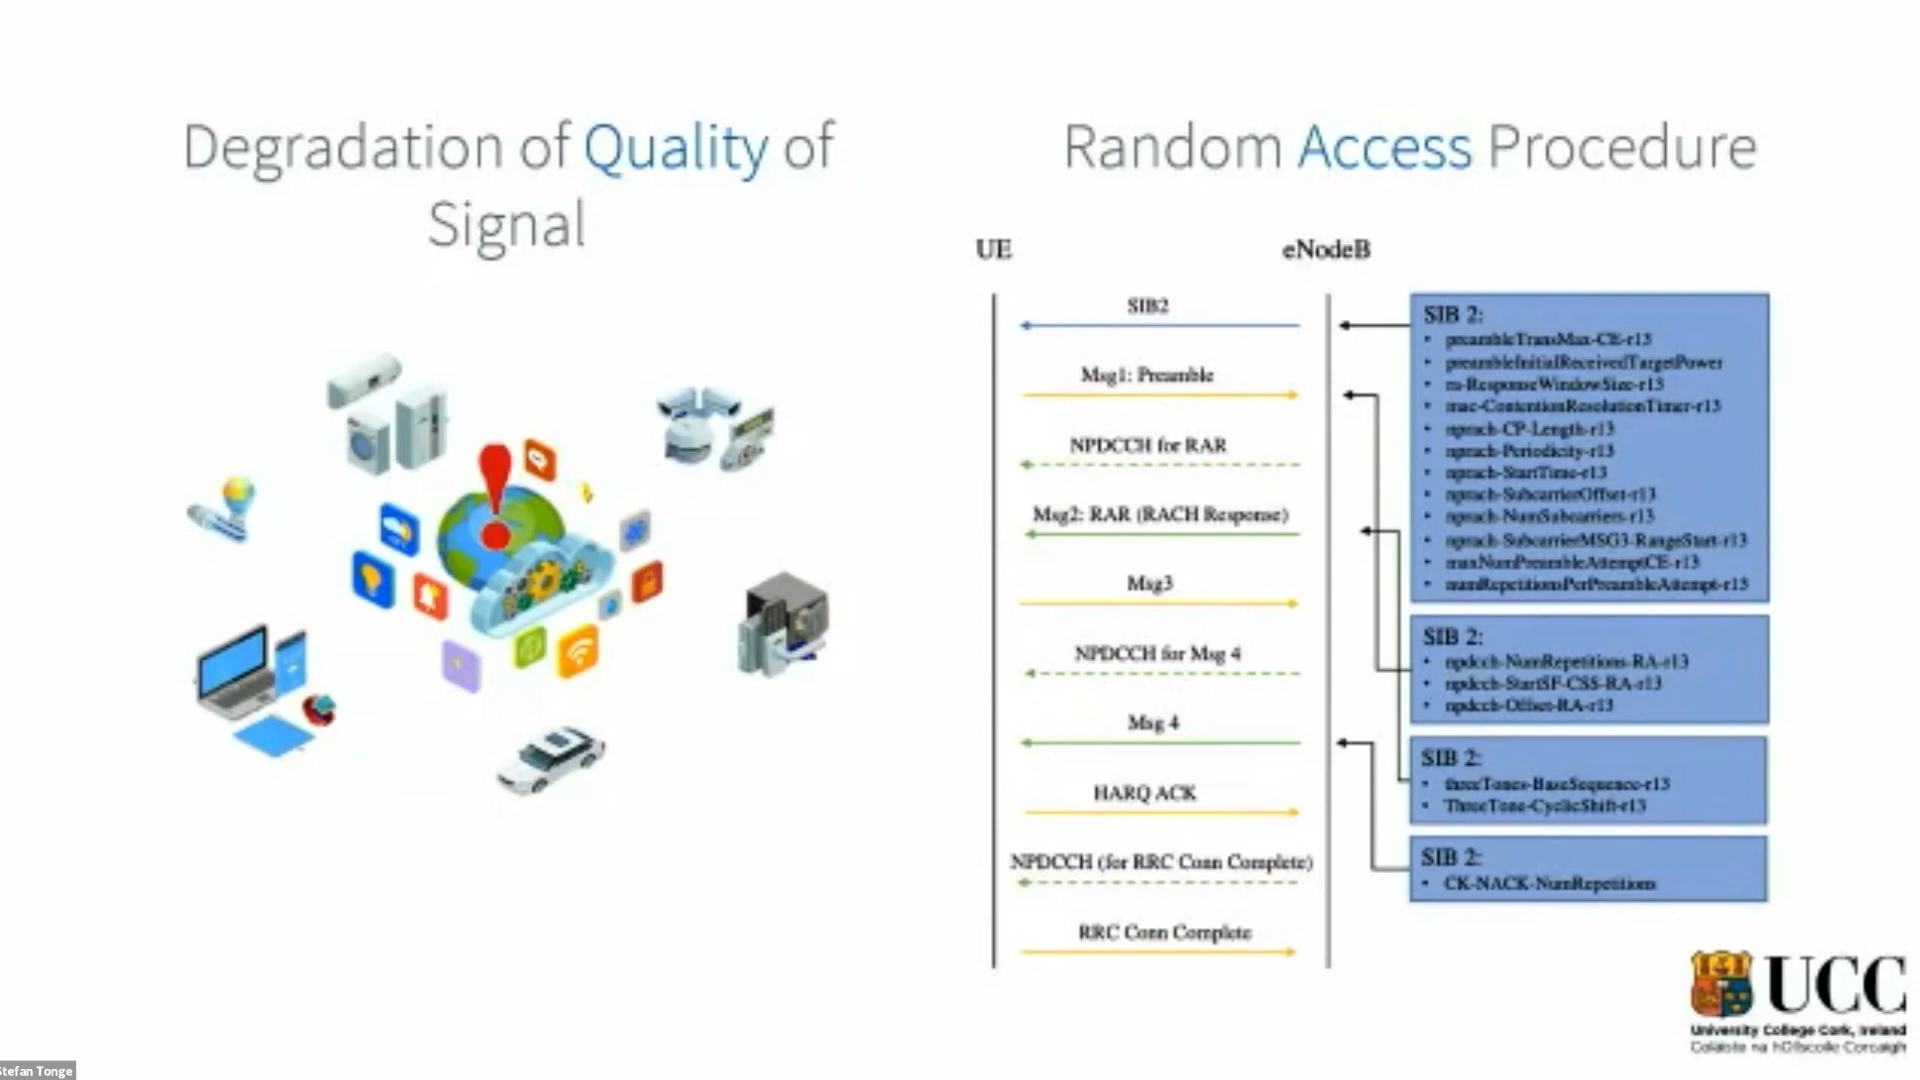 Degradation of Quality of
Signal
Random Access Procedure
UE
eNodeB
SIB2
Msg1: Preamble
NPDCCH for RAR
Msg2: RAR (RACH Response)
Msg3
NPDCCH for Msg 4
Msg 4
HARQ ACK
NPDCCH (for RRC Conn Complete)
RRC Conn Complete
SIB 2:
• preambleTransMax-CE-r13
• preambleInitialReceivedTargetPower
• ra-ResponseWindowSize-r13
• mac-ContentionResolutionTimer-r13
• nprach-CP-Length-r13
• nprach-Periodicity-r13
• nprach-StartTime-r13
• nprach-SubcarrierOffset-r13
• nprach-NumSubcarriers-r13
• nprach-SubcarrierMSG3-RangeStart-r13
• maxNumPreambleAttemptCE-r13
• numRepetitionsPerPreambleAttempt-r13
SIB 2:
• npdcch-NumRepetitions-RA-r13
• npdcch-StartSF-CSS-RA-r13
• npdcch-Offset-RA-r13
SIB 2:
• threeTones-BaseSequence-r13
• ThreeTone-CyclicShift-r13
SIB 2:
• CK-NACK-NumRepetitions
UCC
University College Cork, Ireland
Coláiste na hOllscoile Corcaigh
Stefan Tonge